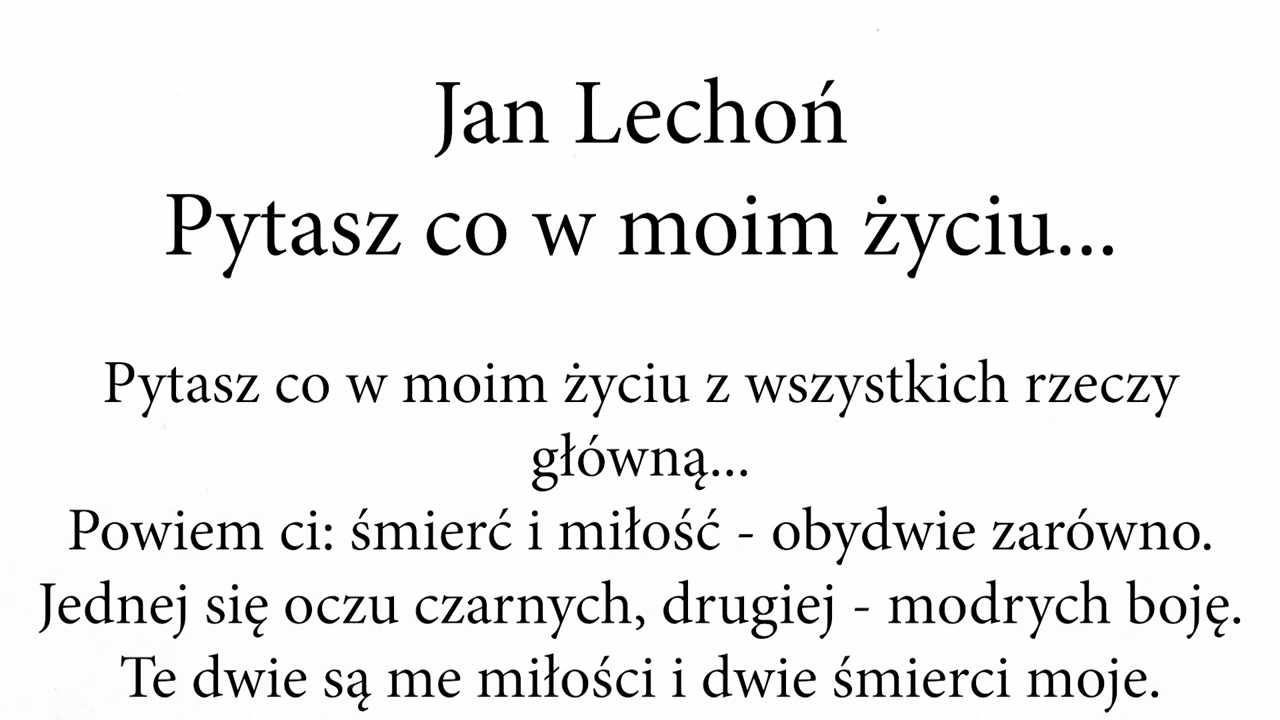 Jan Lechoń
Pytasz co w moim życiu...
Pytasz co w moim życiu z wszystkich rzeczy
główną...
Powiem ci: śmierć i miłość - obydwie zarówno.
Jednej się oczu czarnych, drugiej - modrych boję.
Te dwie są me miłości i dwie śmierci moje.